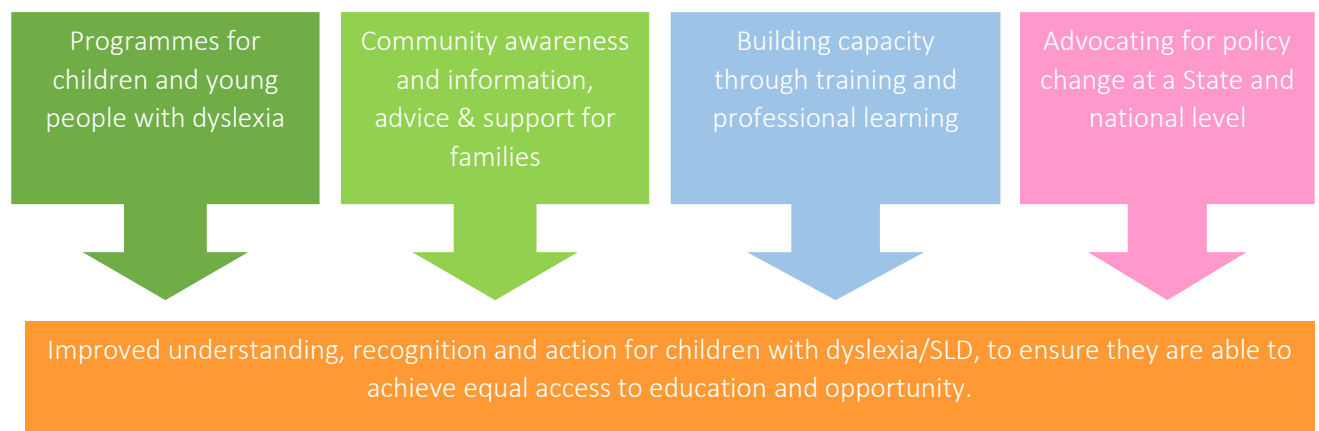 Programmes for
children and young
people with dyslexia
Community awareness
and information,
advice & support for
families
Building capacity
through training and
professional learning
Advocating for policy
change at a State and
national level
Improved understanding, recognition and action for children with dyslexia/SLD, to ensure they are able to
achieve equal access to education and opportunity.